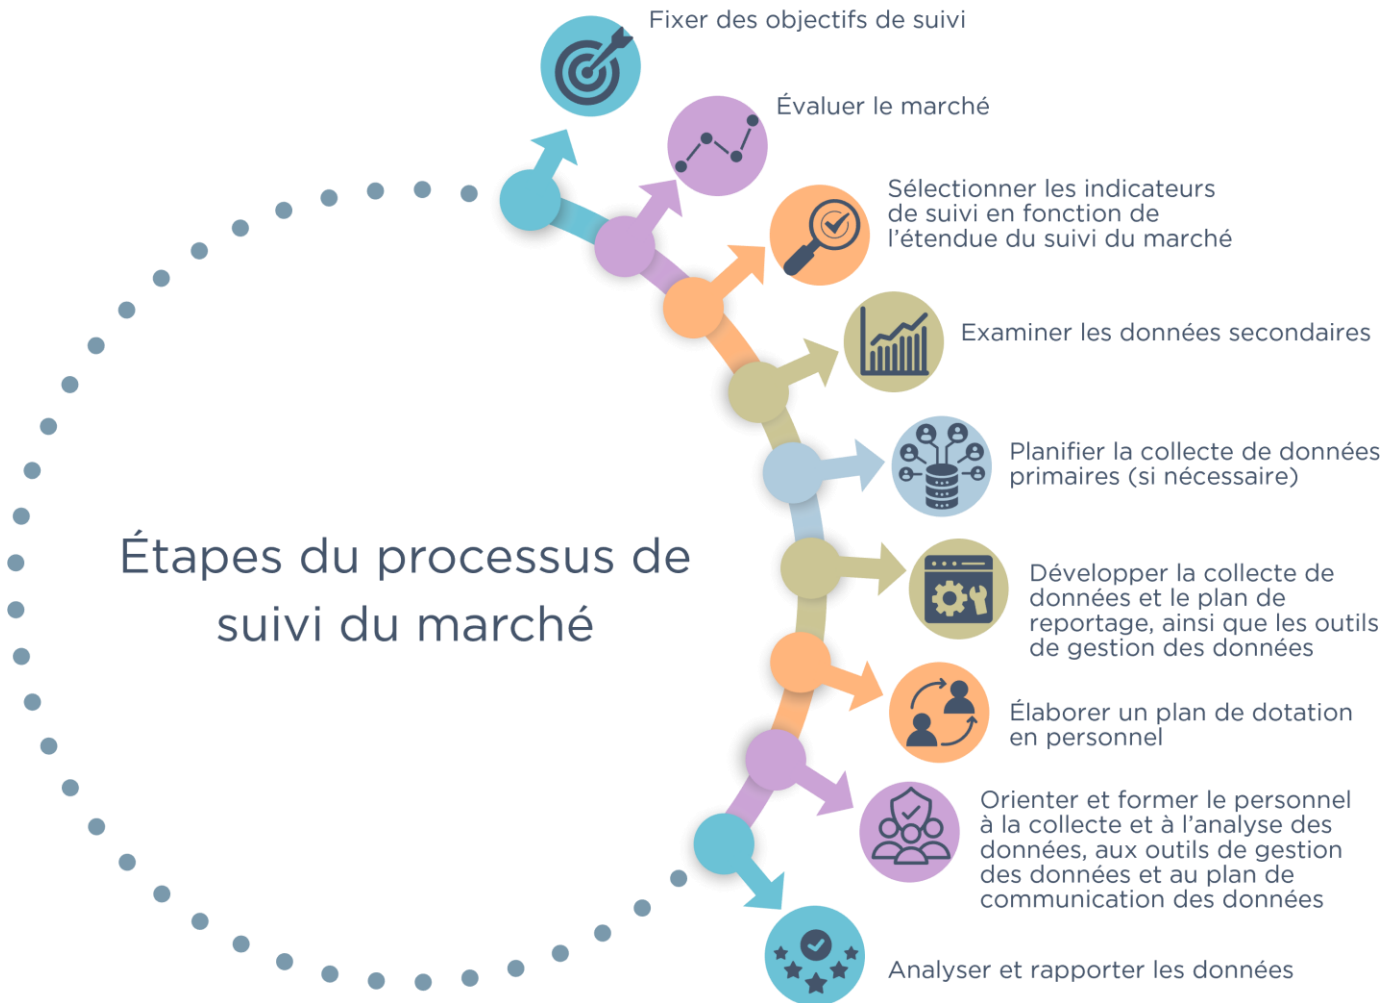 Fixer des objectifs de suivi
Évaluer le marché
Sélectionner les indicateurs
de suivi en fonction de
l’étendue du suivi du marché
Examiner les données secondaires
Planifier la collecte de données
primaires (si nécessaire)
Étapes du processus de
suivi du marché
Développer la collecte de
données et le plan de
reportage, ainsi que les outils
de gestion des données
Élaborer un plan de dotation
en personnel
Orienter et former le personnel
à la collecte et à l’analyse des
données, aux outils de gestion
des données et au plan de
communication des données
Analyser et rapporter les données